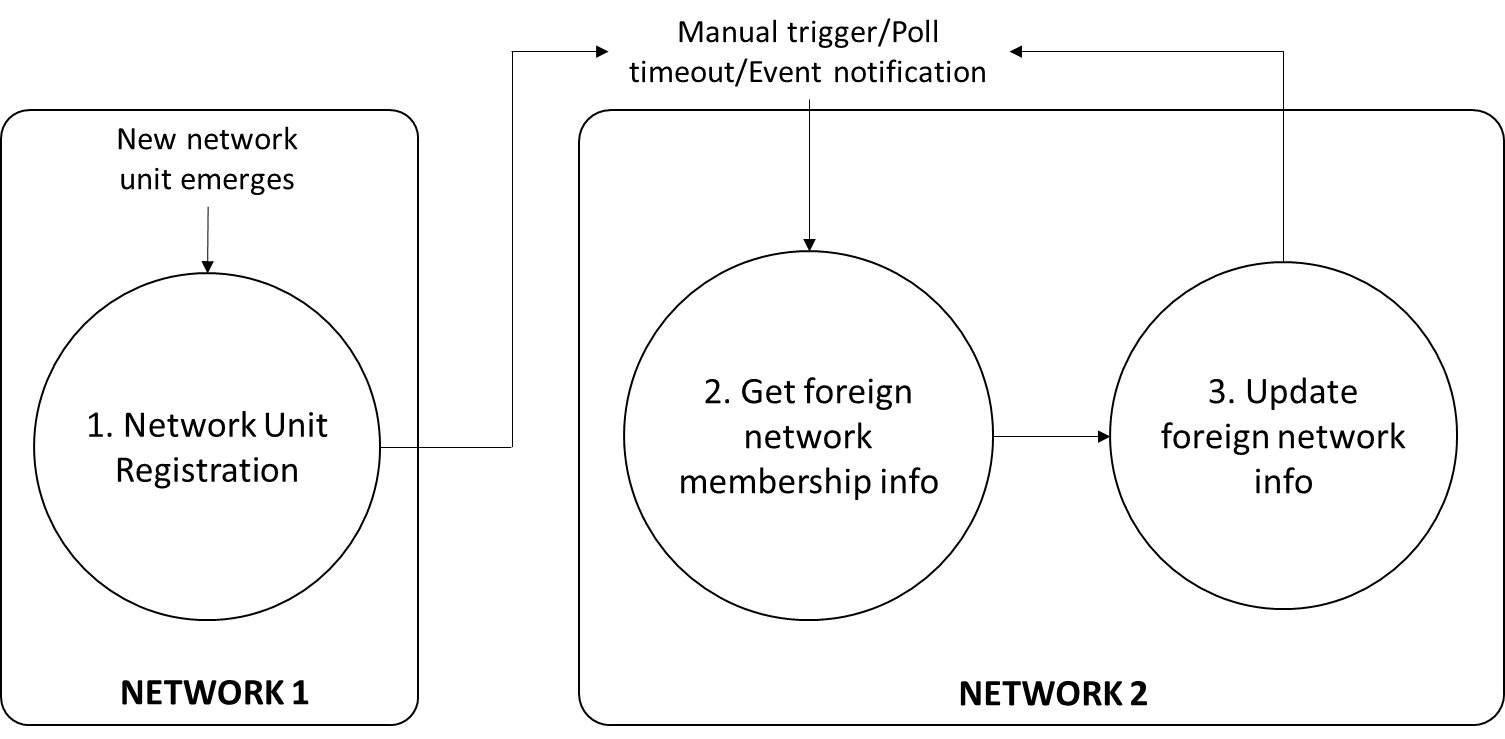 Manual trigger/Poll
timeout/Event notification
New network
unit emerges
1. Network Unit
Registration
NETWORK 1
2. Get foreign
network
membership info
3. Update
foreign network
info
NETWORK 2